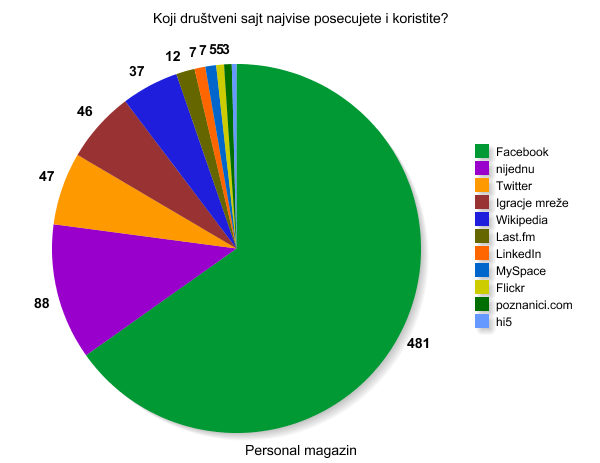 Koji društveni sajt najvise posecujete i koristite?
12 7 7 5 5 3
37
46
47
88
481
Facebook
nijednu
Twitter
Igracje mreže
Wikipedia
Last.fm
LinkedIn
MySpace
Flickr
poznanici.com
hi5
Personal magazin